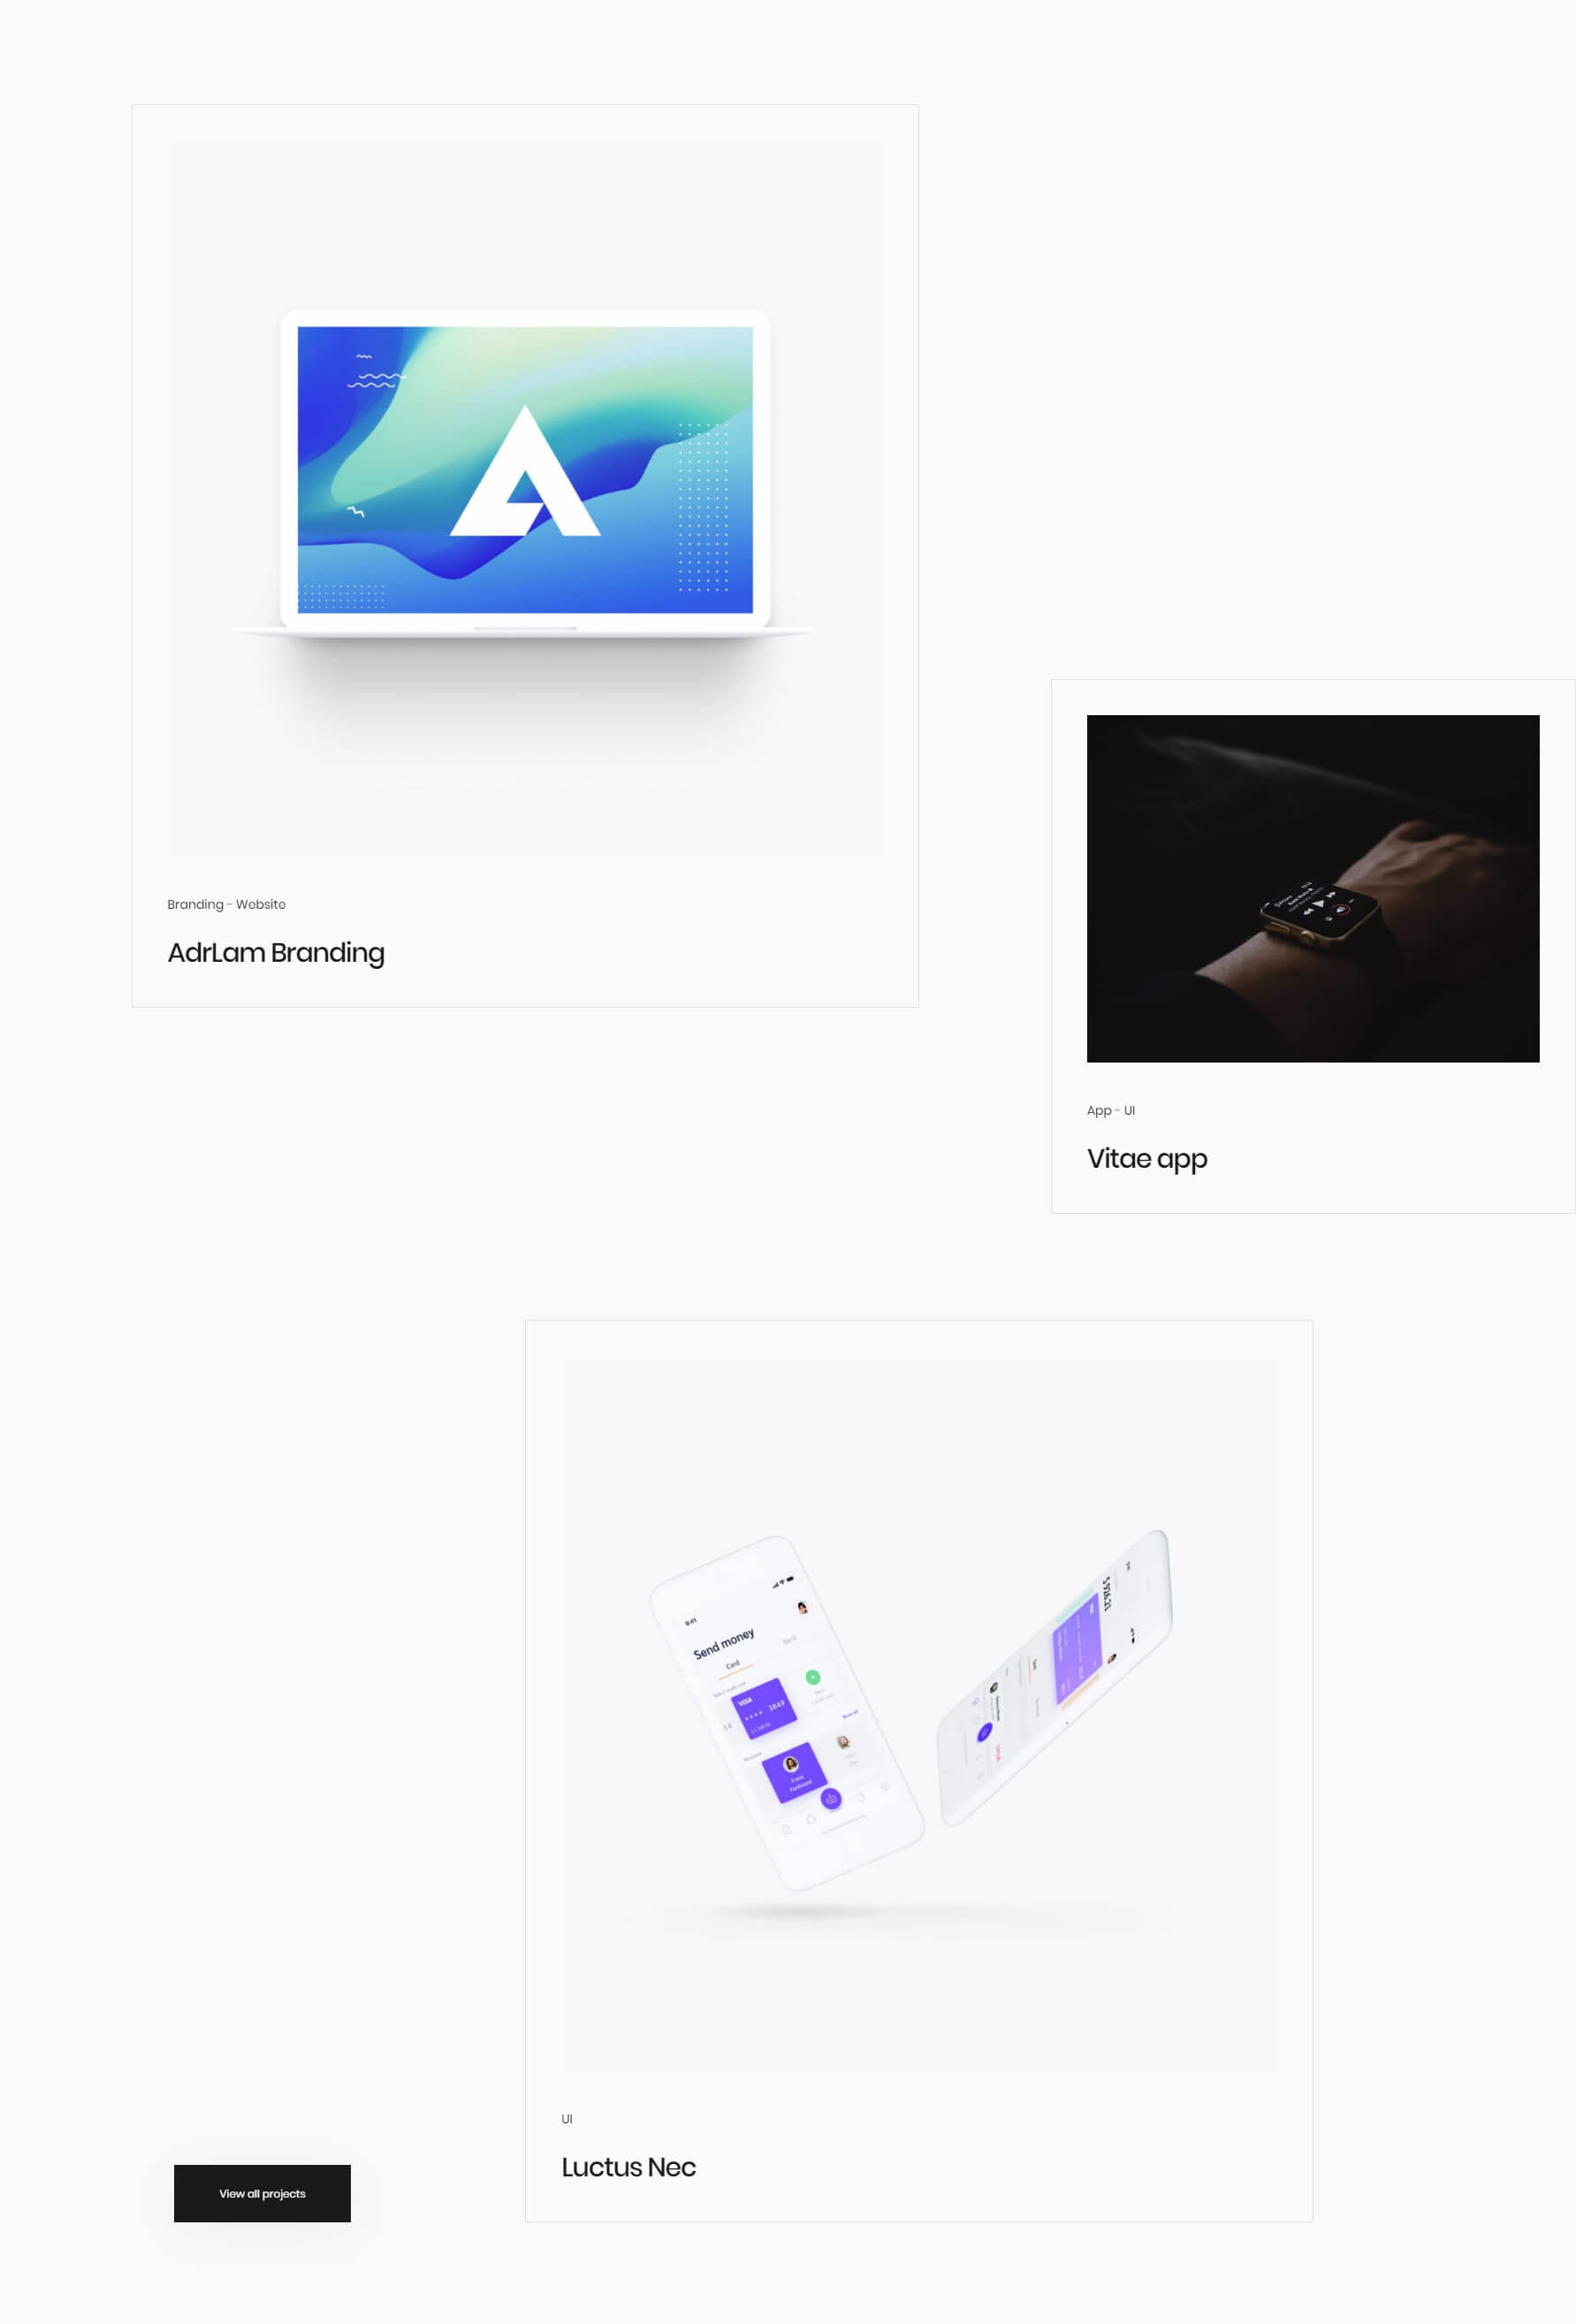 Branding - Website
AdrLam Branding
App - UI
Vitae app
9:41
Send money
Card
Bank
VISA
3849
UI
Luctus Nec
View all projects